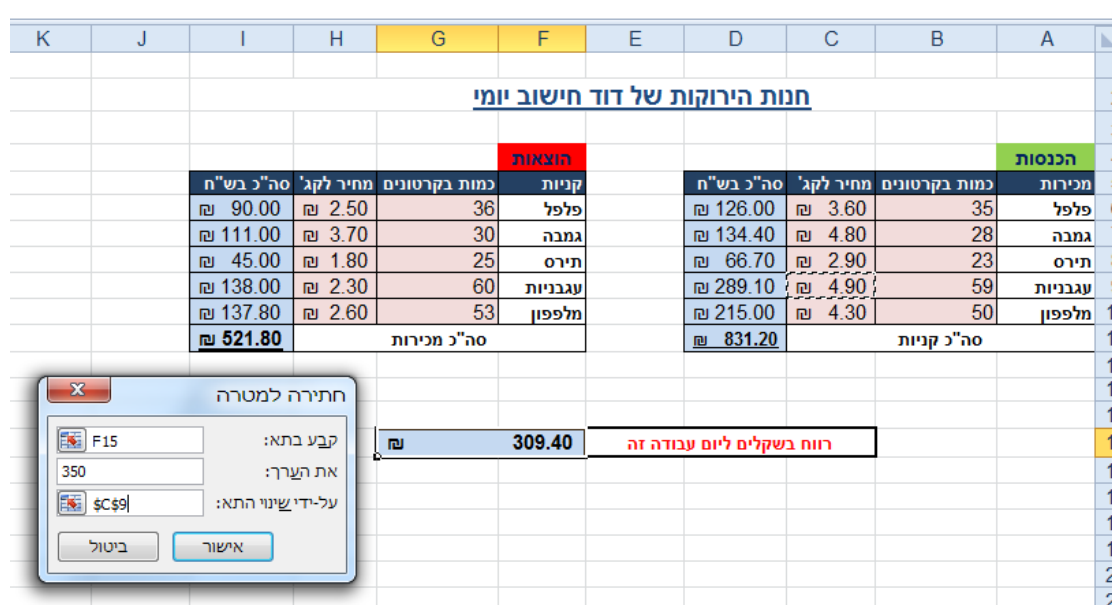 K J I H G F E D C B A
חנות הירוקות של דוד חישוב יומי
הכנסות הוצאות
מכירות כמות בקרטונים מחיר לקג' סה"כ בש"ח קניות כמות בקרטונים מחיר לקג' סה"כ בש"ח
פלפל 35 3.60 ₪ 126.00 ₪ פלפל 36 2.50 ₪ 90.00 ₪
גמבה 28 4.80 ₪ 134.40 ₪ גמבה 30 3.70 ₪ 111.00 ₪
תירס 23 2.90 ₪ 66.70 ₪ תירס 25 1.80 ₪ 45.00 ₪
עגבניות 59 4.90 ₪ 289.10 ₪ עגבניות 60 2.30 ₪ 138.00 ₪
מלפפון 50 4.30 ₪ 215.00 ₪ מלפפון 53 2.60 ₪ 137.80 ₪
סה"כ קניות 831.20 ₪ סה"כ מכירות 521.80 ₪
רווח בשקלים ליום עבודה זה 309.40 ₪
חתירה למטרה
קבע בתא: F15
את הערך: 350
על-ידי שינוי התא: $C$9
אישור ביטול